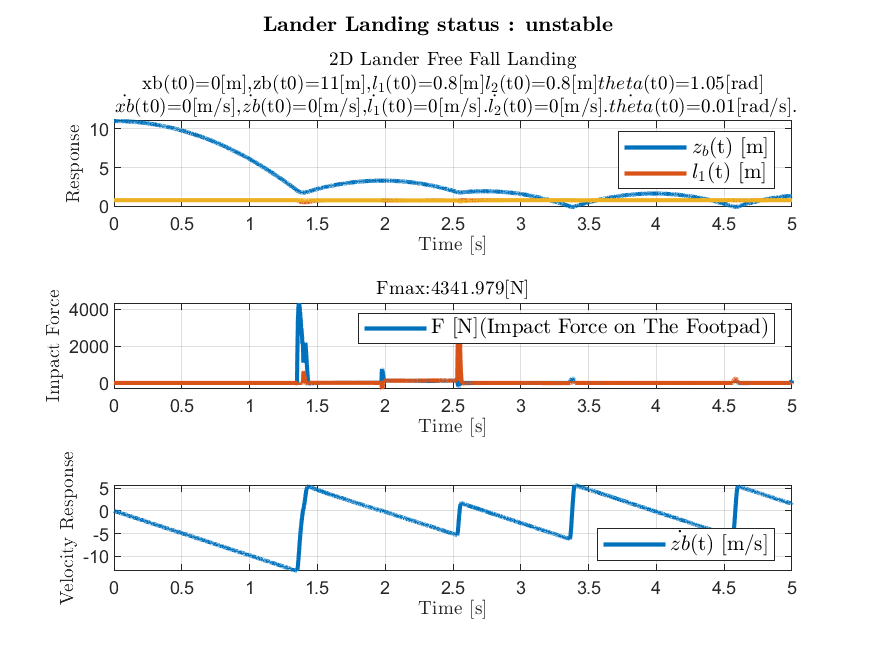 Lander Landing status : unstable
2D Lander Free Fall Landing
xb(t0)=0[m],zb(t0)=11[m],l₁(t0)=0.8[m]l₂(t0)=0.8[m]theta(t0)=1.05[rad]
ẋb(t0)=0[m/s],żb(t0)=0[m/s],l̇₁(t0)=0[m/s].l̇₂(t0)=0[m/s].thėta(t0)=0.01[rad/s].
Response
10
5
0
z_b(t) [m]
l₁(t) [m]
0 0.5 1 1.5 2 2.5 3 3.5 4 4.5 5
Time [s]
Fmax:4341.979[N]
Impact Force
4000
2000
0
F [N](Impact Force on The Footpad)
0 0.5 1 1.5 2 2.5 3 3.5 4 4.5 5
Time [s]
Velocity Response
5
0
-5
-10
żb(t) [m/s]
0 0.5 1 1.5 2 2.5 3 3.5 4 4.5 5
Time [s]